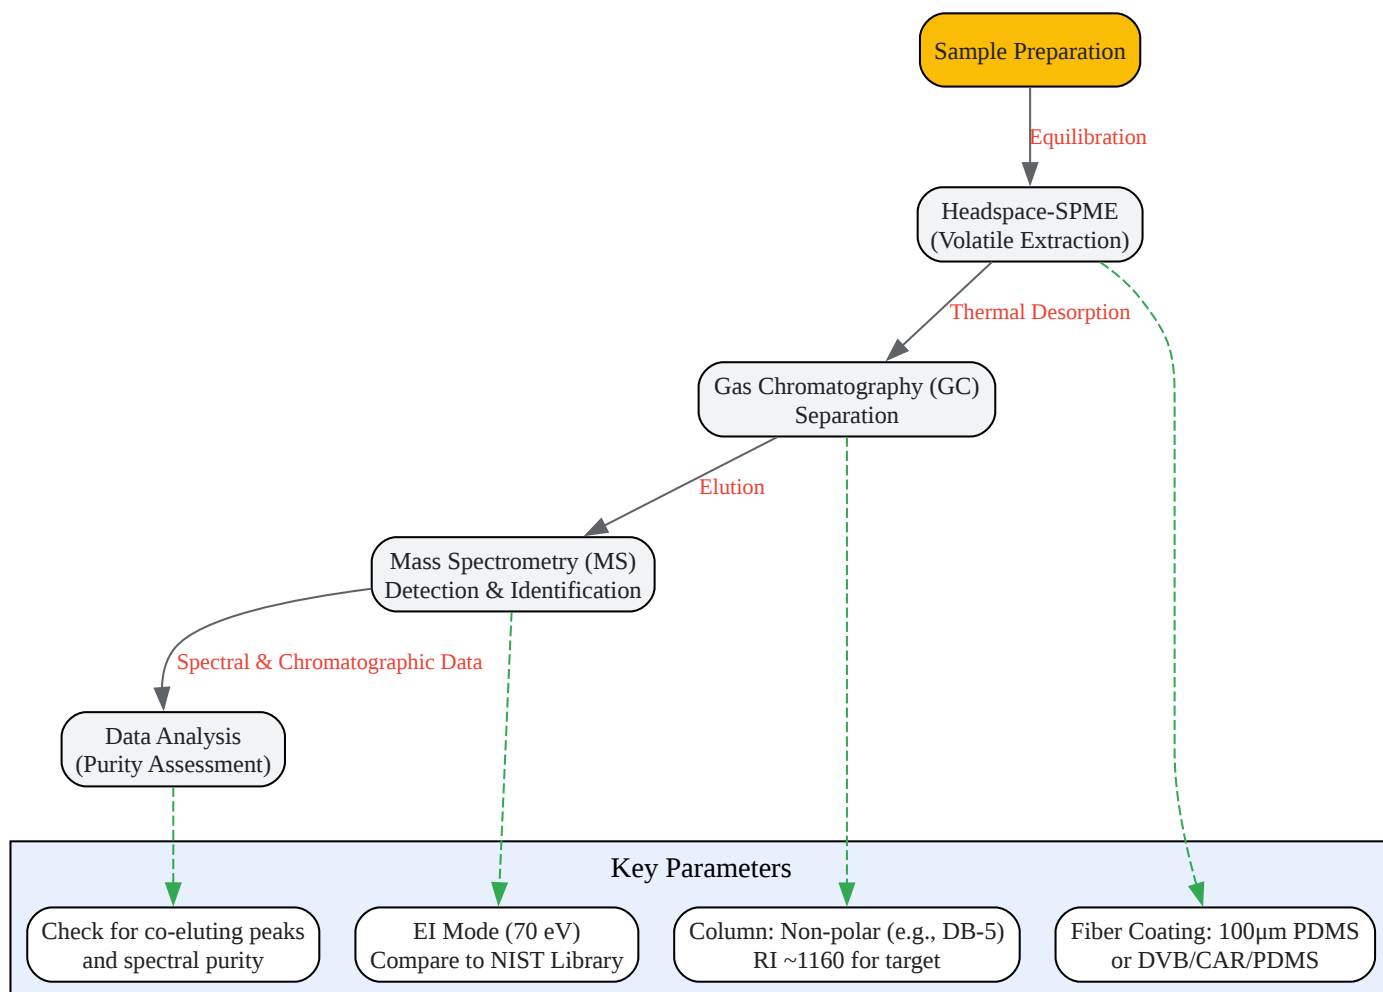 Sample Preparation
Equilibration
Headspace-SPME
(Volatile Extraction)
Thermal Desorption
Gas Chromatography (GC)
Separation
Elution
Mass Spectrometry (MS)
Detection & Identification
Spectral & Chromatographic Data
Data Analysis
(Purity Assessment)
Key Parameters
Check for co-eluting peaks
and spectral purity
EI Mode (70 eV)
Compare to NIST Library
Column: Non-polar (e.g., DB-5)
RI ~1160 for target
Fiber Coating: 100μm PDMS
or DVB/CAR/PDMS